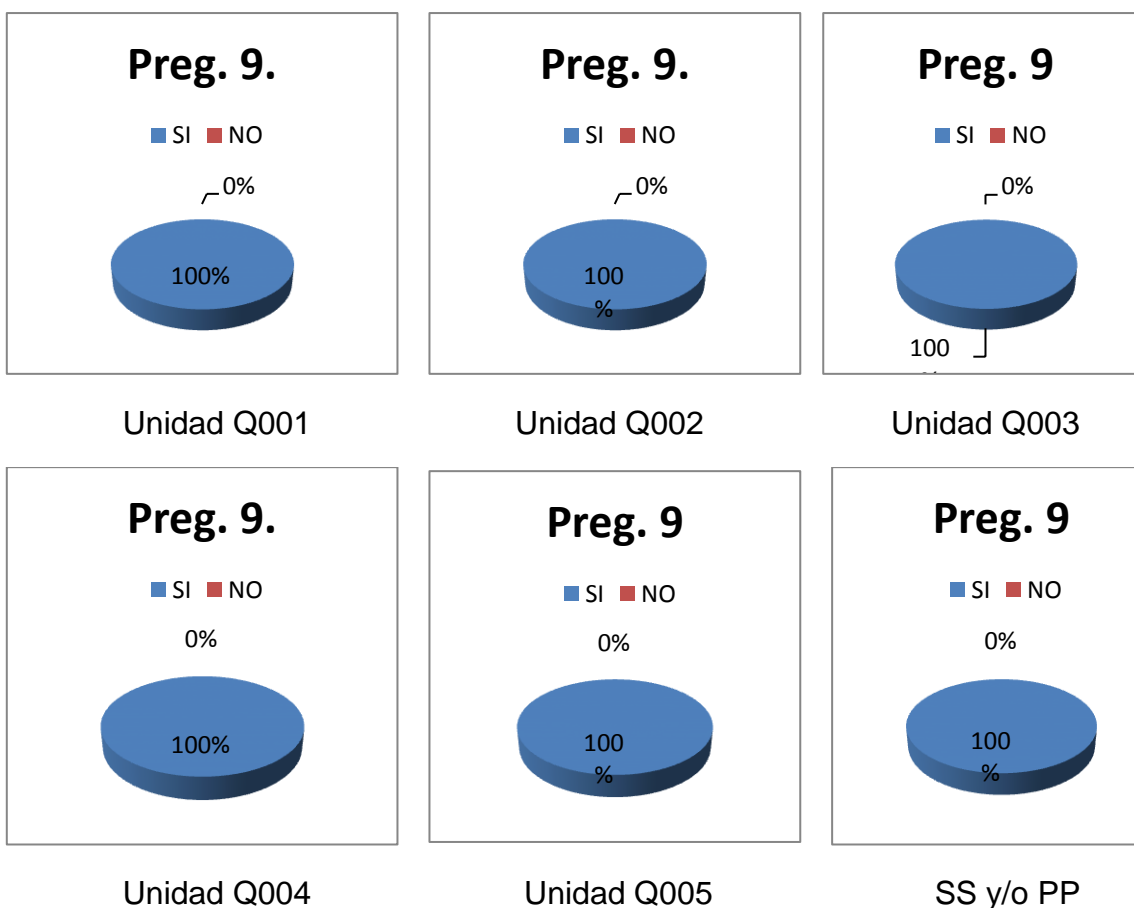 Preg. 9.
SI NO
0%
100%
Unidad Q001
Preg. 9.
SI NO
0%
100
%
Unidad Q002
Preg. 9
SI NO
0%
100
Unidad Q003
Preg. 9.
SI NO
0%
100%
Unidad Q004
Preg. 9
SI NO
0%
100
%
Unidad Q005
Preg. 9
SI NO
0%
100
%
SS y/o PP